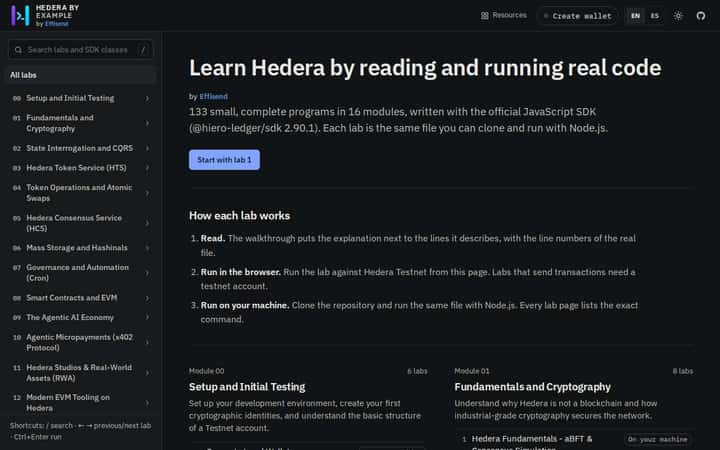 HEDERA BY
EXAMPLE
by Effisend
Resources
Create wallet
EN
ES
Search labs and SDK classes
/
All labs
00 Setup and Initial Testing
01 Fundamentals and
Cryptography
02 State Interrogation and CQRS
03 Hedera Token Service (HTS)
04 Token Operations and Atomic
Swaps
05 Hedera Consensus Service
(HCS)
06 Mass Storage and Hashinals
07 Governance and Automation
(Cron)
08 Smart Contracts and EVM
09 The Agentic AI Economy
10 Agentic Micropayments (x402
Protocol)
11 Hedera Studios & Real-World
Assets (RWA)
12 Modern EVM Tooling on
Hedera
Shortcuts: / search · ← → previous/next lab
· Ctrl+Enter run
Learn Hedera by reading and running real code
by Effisend
133 small, complete programs in 16 modules, written with the official JavaScript SDK
(@hiero-ledger/sdk 2.90.1). Each lab is the same file you can clone and run with Node.js.
Start with lab 1
How each lab works
1. Read. The walkthrough puts the explanation next to the lines it describes, with the line numbers of the real
file.
2. Run in the browser. Run the lab against Hedera Testnet from this page. Labs that send transactions need a
testnet account.
3. Run on your machine. Clone the repository and run the same file with Node.js. Every lab page lists the exact
command.
Module 00
6 labs
Setup and Initial Testing
Set up your development environment, create your first
cryptographic identities, and understand the basic structure
of a Testnet account.
Module 01
8 labs
Fundamentals and Cryptography
Understand why Hedera is not a blockchain and how
industrial-grade cryptography secures the network.
1 Hedera Fundamentals - aBFT &
On your machine